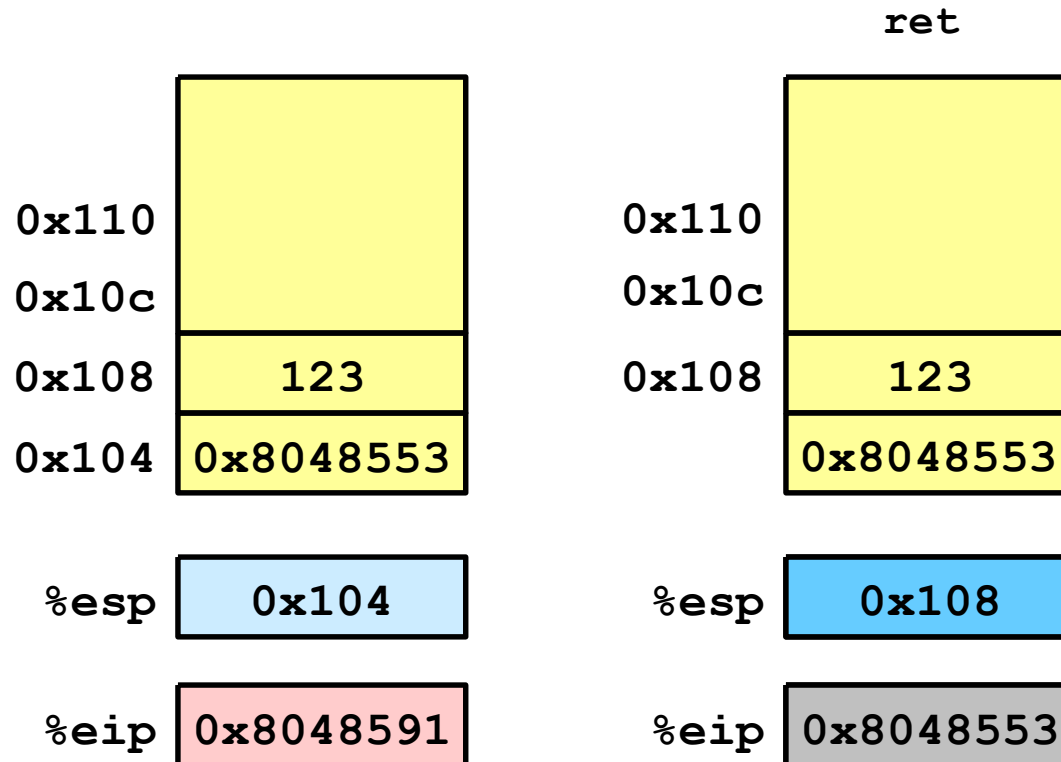 ret
0x110 0x110
0x10c 0x10c
0x108 123 0x108 123
0x104 0x8048553 0x8048553
%esp 0x104 %esp 0x108
%eip 0x8048591 %eip 0x8048553